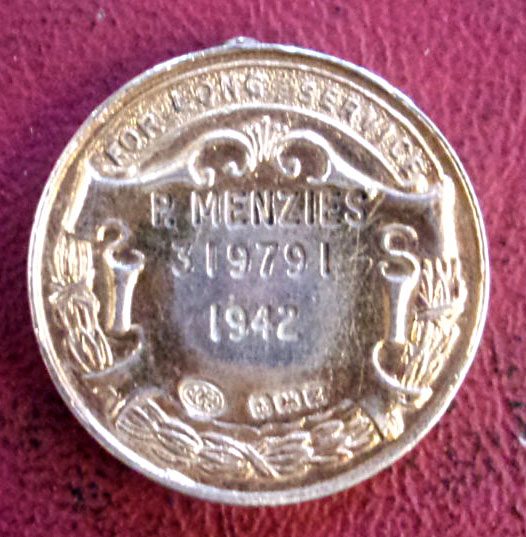 FOR LONG SERVICE
P. MENZIES
319791
1942